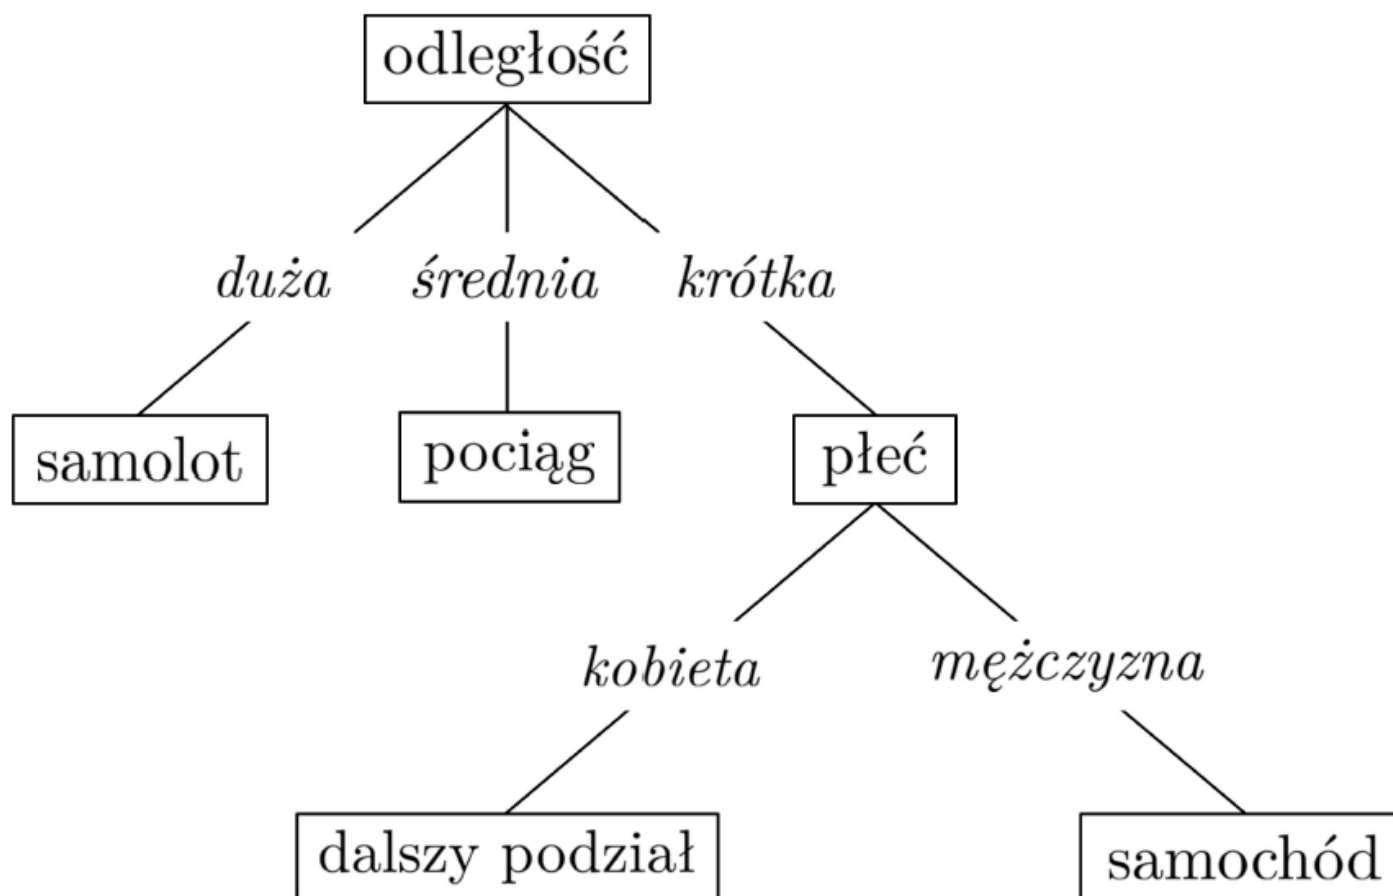 odległość
duża średnia krótka
samolot pociąg płeć
kobieta mężczyzna
dalszy podział samochód